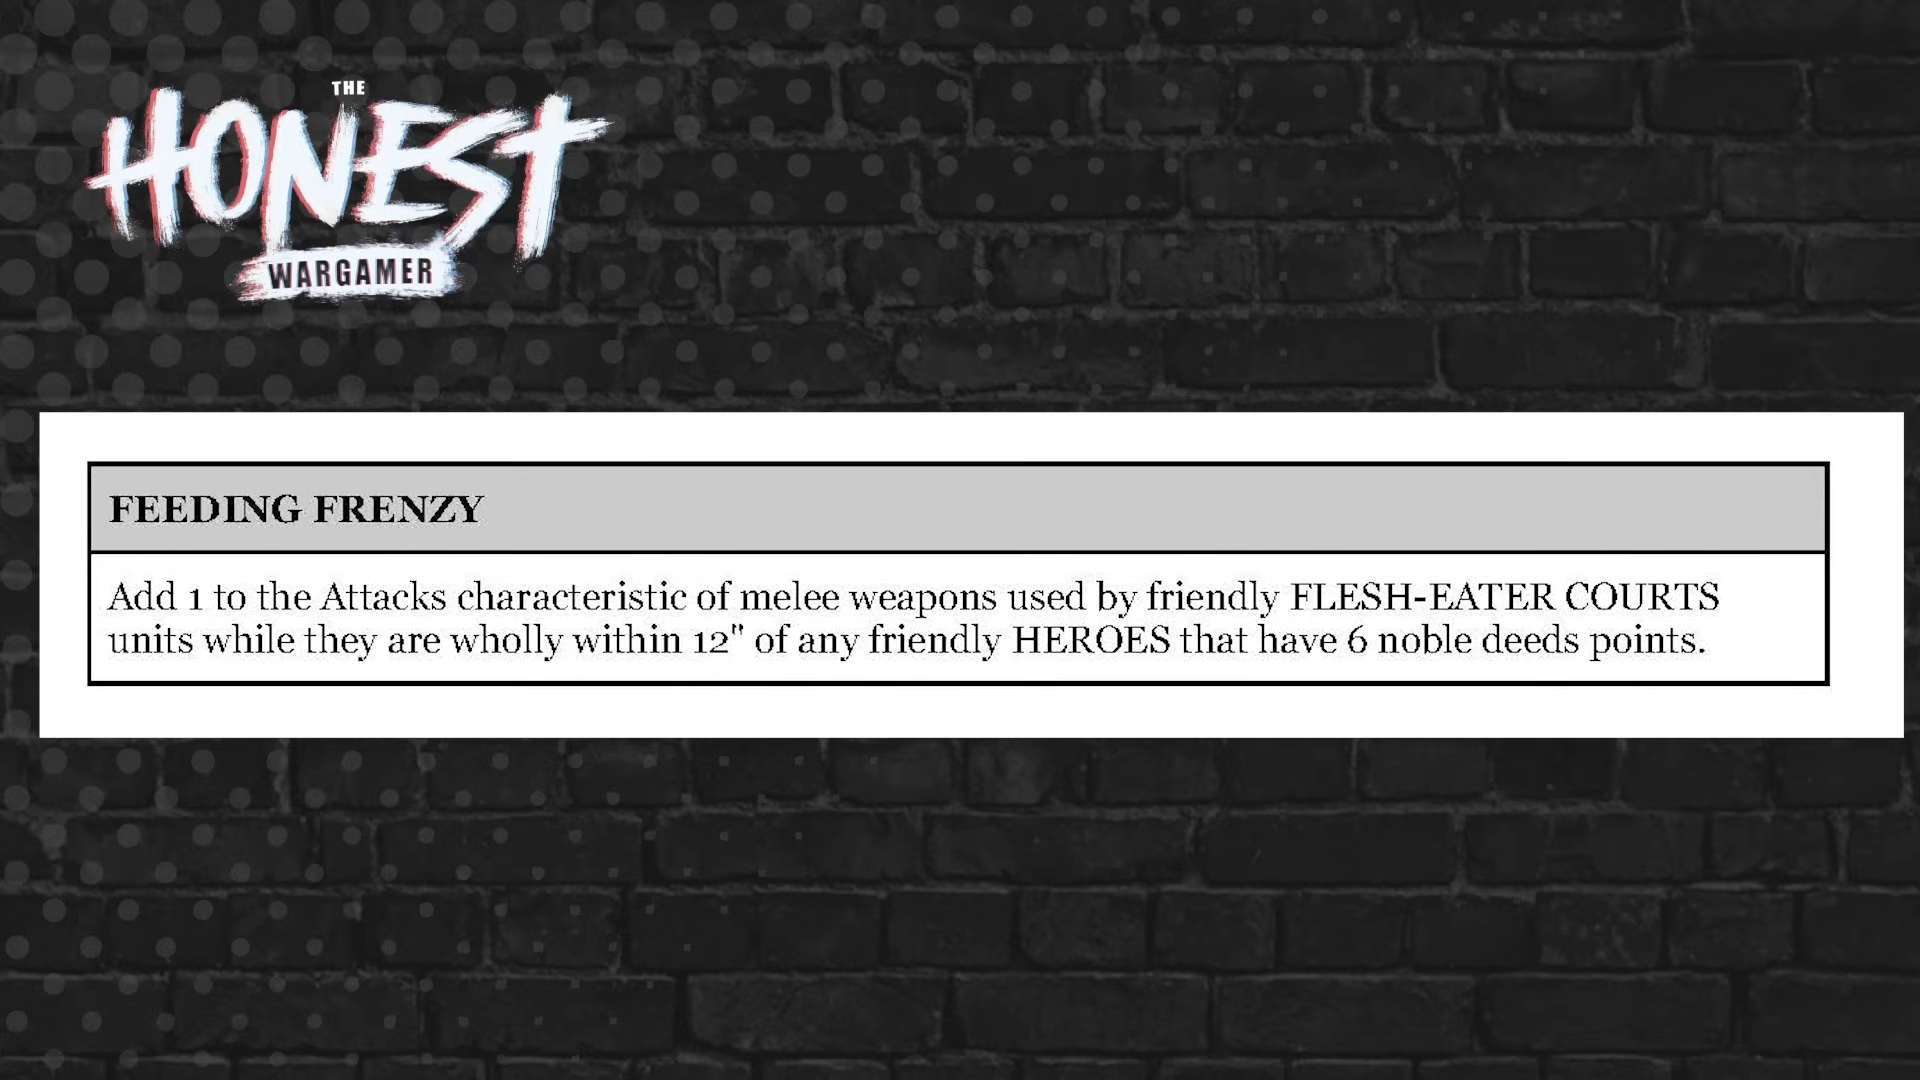 THE
HONEST
WARGAMER
FEEDING FRENZY
Add 1 to the Attacks characteristic of melee weapons used by friendly FLESH-EATER COURTS
units while they are wholly within 12" of any friendly HEROES that have 6 noble deeds points.